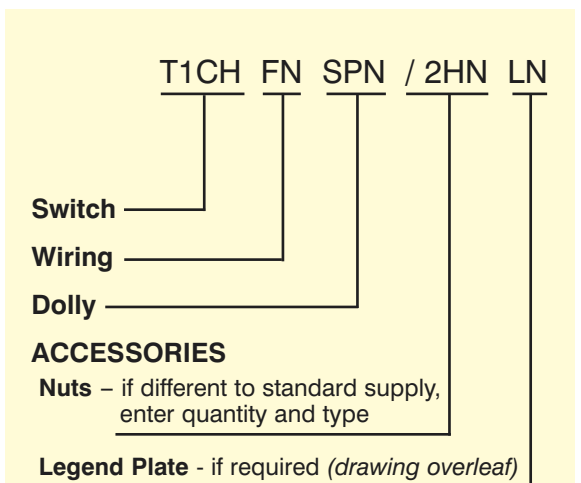 T1CH FN SPN / 2HN LN
Switch
Wiring
Dolly
ACCESSORIES
Nuts – if different to standard supply,
enter quantity and type
Legend Plate - if required (drawing overleaf)